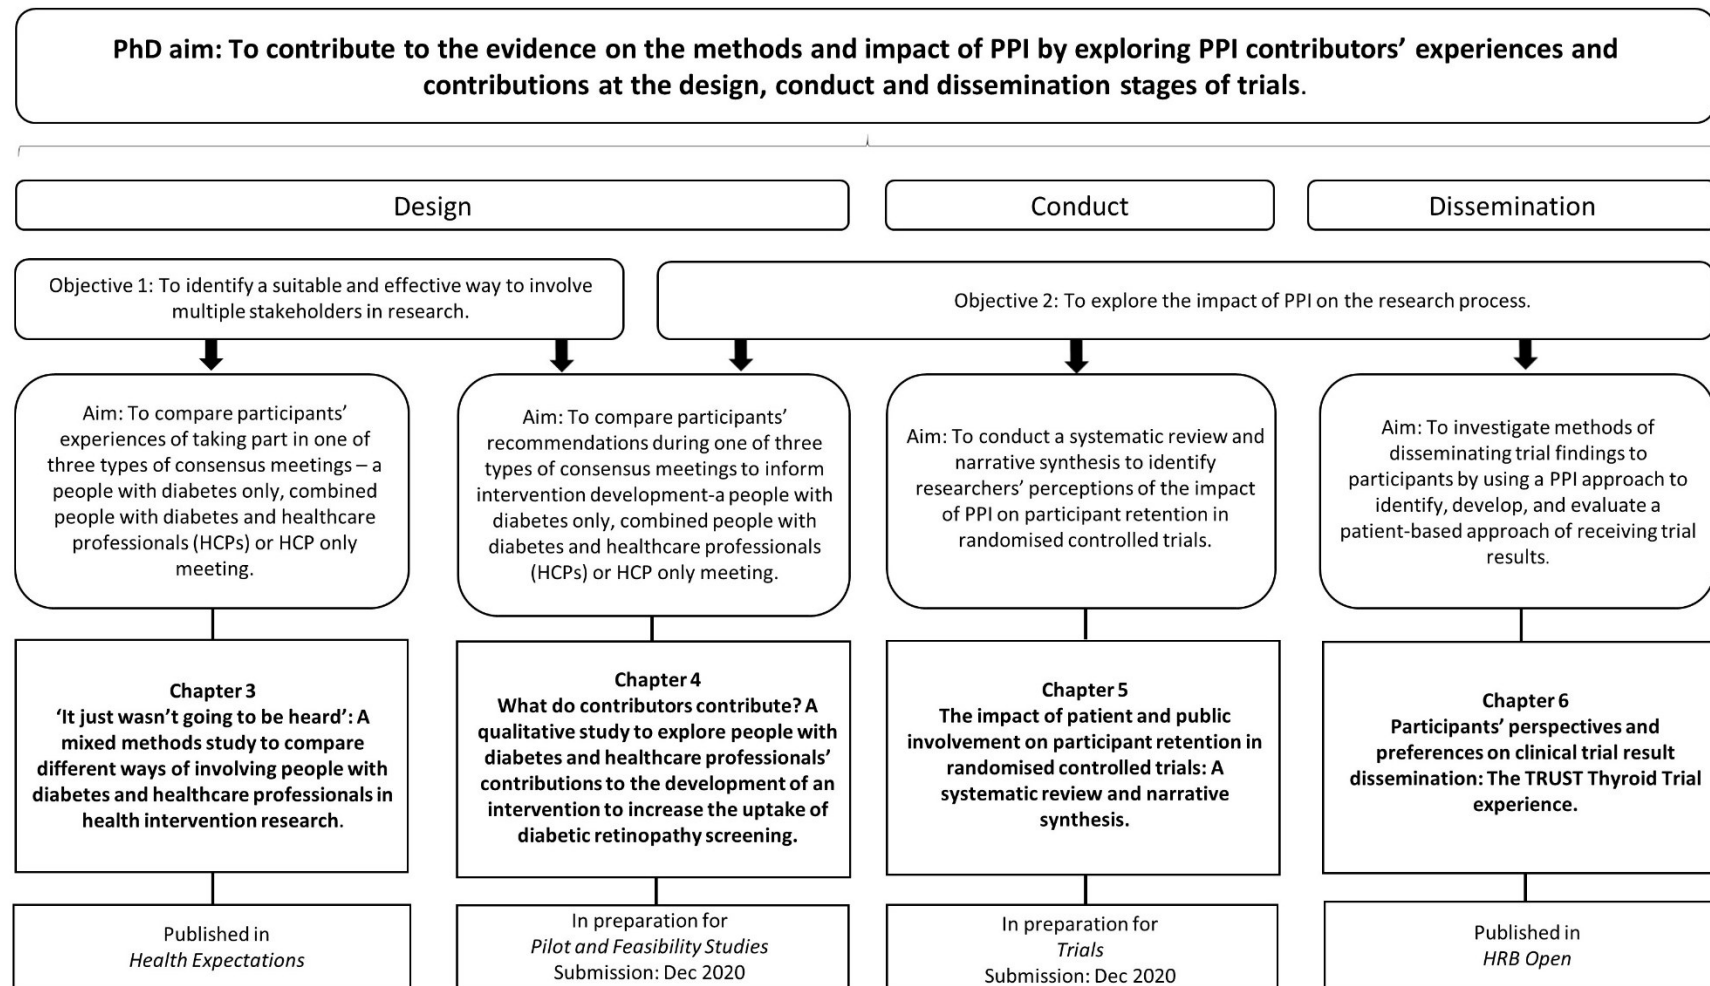 PhD aim: To contribute to the evidence on the methods and impact of PPI by exploring PPI contributors’ experiences and
contributions at the design, conduct and dissemination stages of trials.
Design
Conduct
Dissemination
Objective 1: To identify a suitable and effective way to involve
multiple stakeholders in research.
Objective 2: To explore the impact of PPI on the research process.
Aim: To compare participants’
experiences of taking part in one of
three types of consensus meetings – a
people with diabetes only, combined
people with diabetes and healthcare
professionals (HCPs) or HCP only
meeting.
Aim: To compare participants’
recommendations during one of three
types of consensus meetings to inform
intervention development-a people with
diabetes only, combined people with
diabetes and healthcare professionals
(HCPs) or HCP only meeting.
Aim: To conduct a systematic review and
narrative synthesis to identify
researchers’ perceptions of the impact
of PPI on participant retention in
randomised controlled trials.
Aim: To investigate methods of
disseminating trial findings to
participants by using a PPI approach to
identify, develop, and evaluate a
patient-based approach of receiving trial
results.
Chapter 3
‘It just wasn’t going to be heard’: A
mixed methods study to compare
different ways of involving people with
diabetes and healthcare professionals in
health intervention research.
Chapter 4
What do contributors contribute? A
qualitative study to explore people with
diabetes and healthcare professionals’
contributions to the development of an
intervention to increase the uptake of
diabetic retinopathy screening.
Chapter 5
The impact of patient and public
involvement on participant retention in
randomised controlled trials: A
systematic review and narrative
synthesis.
Chapter 6
Participants’ perspectives and
preferences on clinical trial result
dissemination: The TRUST Thyroid Trial
experience.
Published in
Health Expectations
In preparation for
Pilot and Feasibility Studies
Submission: Dec 2020
In preparation for
Trials
Submission: Dec 2020
Published in
HRB Open